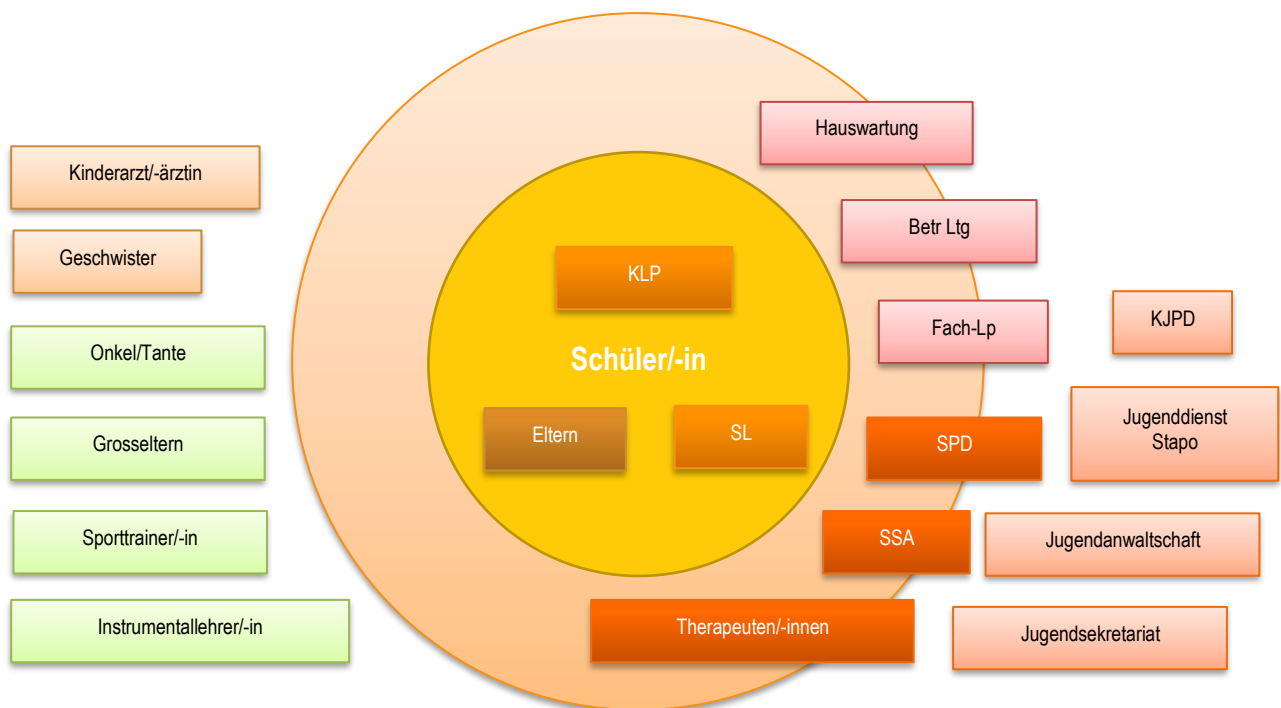 Hauswartung
Kinderarzt/-ärztin
Betr Ltg
Geschwister
KLP
KJPD
Fach-Lp
Onkel/Tante
Schüler/-in
Jugenddienst
Stapo
Eltern
SL
Grosseltern
SPD
Sporttrainer/-in
SSA
Jugendanwaltschaft
Instrumentallehrer/-in
Therapeuten/-innen
Jugendsekretariat